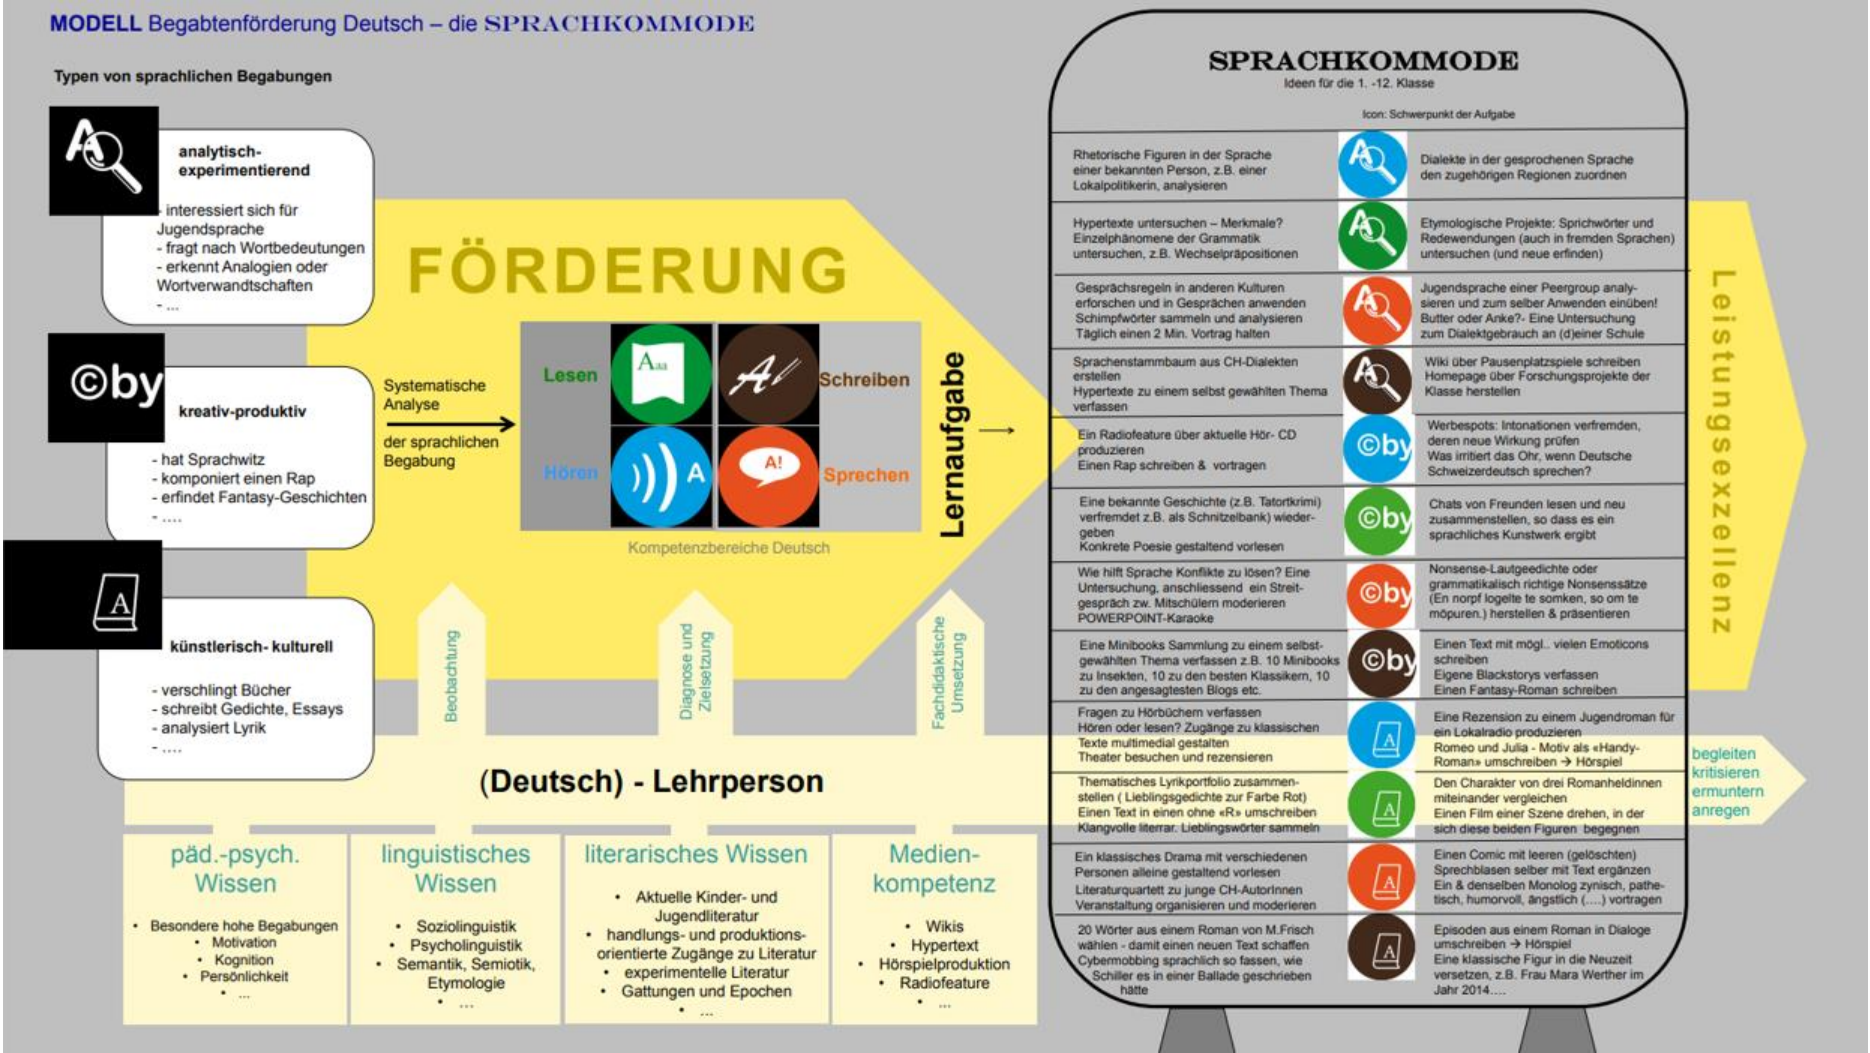 MODELL Begabtenförderung Deutsch – die SPRACHKOMMODE
Typen von sprachlichen Begabungen
A
analytisch-
experimentierend
- interessiert sich für
Jugendsprache
- fragt nach Wortbedeutungen
- erkennt Analogien oder
Wortverwandtschaften
- ...
©by
kreativ-produktiv
- hat Sprachwitz
- komponiert einen Rap
- erfindet Fantasy-Geschichten
- ....
A
künstlerisch- kulturell
- verschlingt Bücher
- schreibt Gedichte, Essays
- analysiert Lyrik
- ....
FÖRDERUNG
Systematische
Analyse
der sprachlichen
Begabung
Lesen
Aaa
A
Schreiben
Hören
A
A!
Sprechen
Kompetenzbereiche Deutsch
Lernaufgabe
Beobachtung
Diagnose und
Zielsetzung
Fachdidaktische
Umsetzung
(Deutsch) - Lehrperson
päd.-psych.
Wissen
• Besondere hohe Begabungen
• Motivation
• Kognition
• Persönlichkeit
• ...
linguistisches
Wissen
• Soziolinguistik
• Psycholinguistik
• Semantik, Semiotik,
Etymologie
• ...
literarisches Wissen
• Aktuelle Kinder- und
Jugendliteratur
• handlungs- und produktions-
orientierte Zugänge zu Literatur
• experimentelle Literatur
• Gattungen und Epochen
• ...
Medien-
kompetenz
• Wikis
• Hypertext
• Hörspielproduktion
• Radiofeature
• ...
SPRACHKOMMODE
Ideen für die 1. -12. Klasse
Icon: Schwerpunkt der Aufgabe
Rhetorische Figuren in der Sprache
einer bekannten Person, z.B. einer
Lokalpolitikerin, analysieren
A
Dialekte in der gesprochenen Sprache
den zugehörigen Regionen zuordnen
Hypertexte untersuchen – Merkmale?
Einzelphänomene der Grammatik
untersuchen, z.B. Wechselpräpositionen
A
Etymologische Projekte: Sprichwörter und
Redewendungen (auch in fremden Sprachen)
untersuchen (und neue erfinden)
Gesprächsregeln in anderen Kulturen
erforschen und in Gesprächen anwenden
Schimpfwörter sammeln und analysieren
Täglich einen 2 Min. Vortrag halten
A
Jugendsprache einer Peergroup analy-
sieren und zum selber Anwenden einüben!
Butter oder Anke?- Eine Untersuchung
zum Dialektgebrauch an (d)einer Schule
Sprachenstammbaum aus CH-Dialekten
erstellen
Hypertexte zu einem selbst gewählten Thema
verfassen
A
Wiki über Pausenplatzspiele schreiben
Homepage über Forschungsprojekte der
Klasse herstellen
Ein Radiofeature über aktuelle Hör- CD
produzieren
Einen Rap schreiben & vortragen
©by
Werbespots: Intonationen verfremden,
deren neue Wirkung prüfen
Was irritiert das Ohr, wenn Deutsche
Schweizerdeutsch sprechen?
Eine bekannte Geschichte (z.B. Tatortkrimi)
verfremdet z.B. als Schnitzelbank) wieder-
geben
Konkrete Poesie gestaltend vorlesen
©by
Chats von Freunden lesen und neu
zusammenstellen, so dass es ein
sprachliches Kunstwerk ergibt
Wie hilft Sprache Konflikte zu lösen? Eine
Untersuchung, anschliessend ein Streit-
gespräch zw. Mitschülern moderieren
POWERPOINT-Karaoke
©by
Nonsense-Lautgeedichte oder
grammatikalisch richtige Nonsenssätze
(En norpf logelte te somken, so om te
möpuren.) herstellen & präsentieren
Eine Minibooks Sammlung zu einem selbst-
gewählten Thema verfassen z.B. 10 Minibooks
zu Insekten, 10 zu den besten Klassikern, 10
zu den angesagtesten Blogs etc.
©by
Einen Text mit mögl.. vielen Emoticons
schreiben
Eigene Blackstorys verfassen
Einen Fantasy-Roman schreiben
Fragen zu Hörbüchern verfassen
Hören oder lesen? Zugänge zu klassischen
Texte multimedial gestalten
Theater besuchen und rezensieren
A
Eine Rezension zu einem Jugendroman für
ein Lokalradio produzieren
Romeo und Julia - Motiv als «Handy-
Roman» umschreiben → Hörspiel
Thematisches Lyrikportfolio zusammen-
stellen ( Lieblingsgedichte zur Farbe Rot)
Einen Text in einen ohne «R» umschreiben
Klangvolle literrar. Lieblingswörter sammeln
A
Den Charakter von drei Romanheldinnen
miteinander vergleichen
Einen Film einer Szene drehen, in der
sich diese beiden Figuren begegnen
Ein klassisches Drama mit verschiedenen
Personen alleine gestaltend vorlesen
Literaturquartett zu junge CH-AutorInnen
Veranstaltung organisieren und moderieren
A
Einen Comic mit leeren (gelöschten)
Sprechblasen selber mit Text ergänzen
Ein & denselben Monolog zynisch, pathe-
tisch, humorvoll, ängstlich (....) vortragen
20 Wörter aus einem Roman von M.Frisch
wählen - damit einen neuen Text schaffen
Cybermobbing sprachlich so fassen, wie
Schiller es in einer Ballade geschrieben
hätte
A
Episoden aus einem Roman in Dialoge
umschreiben → Hörspiel
Eine klassische Figur in die Neuzeit
versetzen, z.B. Frau Mara Werther im
Jahr 2014....
Leistungsexzellenz
begleiten
kritisieren
ermuntern
anregen